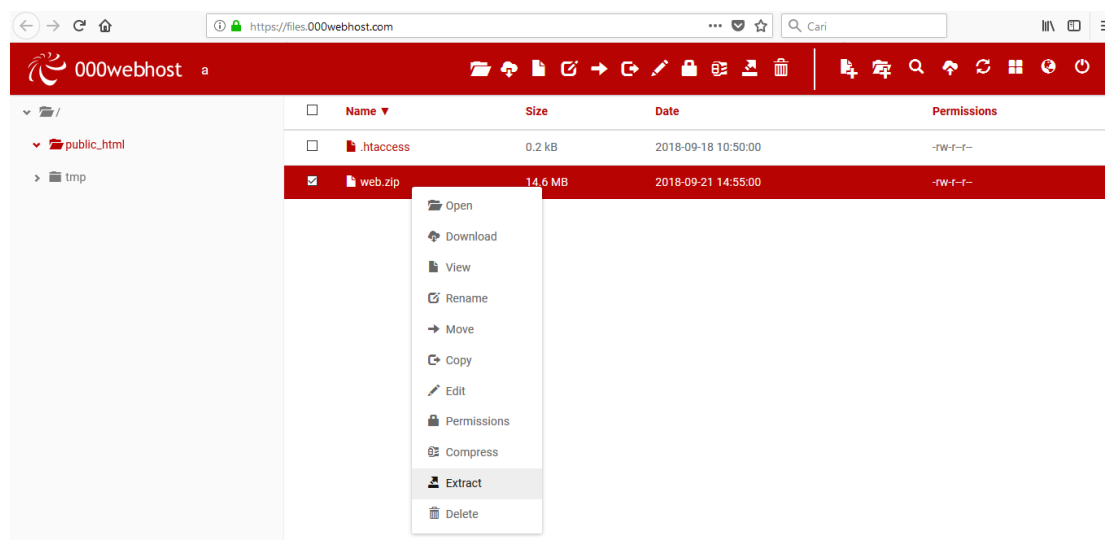 https://files.000webhost.com
Cari
000webhost a
/
public_html
tmp
Name ▼ Size Date Permissions
.htaccess 0.2 kB 2018-09-18 10:50:00 -rw-r--r--
web.zip 14.6 MB 2018-09-21 14:55:00 -rw-r--r--
Open
Download
View
Rename
Move
Copy
Edit
Permissions
Compress
Extract
Delete